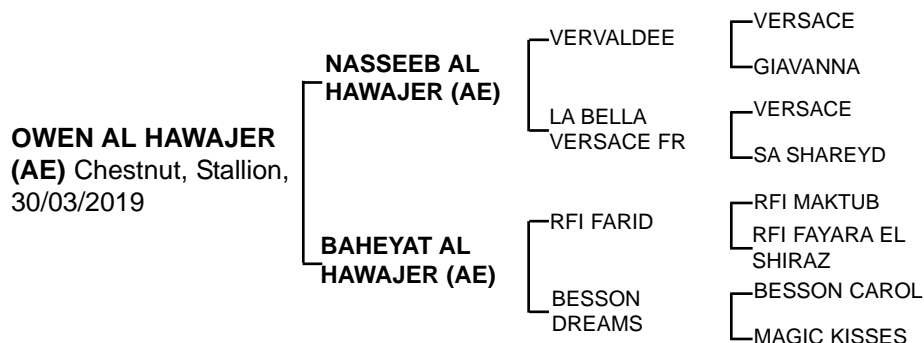 OWEN AL HAWAJER
(AE) Chestnut, Stallion,
30/03/2019
NASSEEB AL
HAWAJER (AE)
BAHEYAT AL
HAWAJER (AE)
VERVALDEE
LA BELLA
VERSACE FR
RFI FARID
BESSON
DREAMS
VERSACE
GIAVANNA
VERSACE
SA SHAREYD
RFI MAKTUB
RFI FAYARA EL
SHIRAZ
BESSON CAROL
MAGIC KISSES